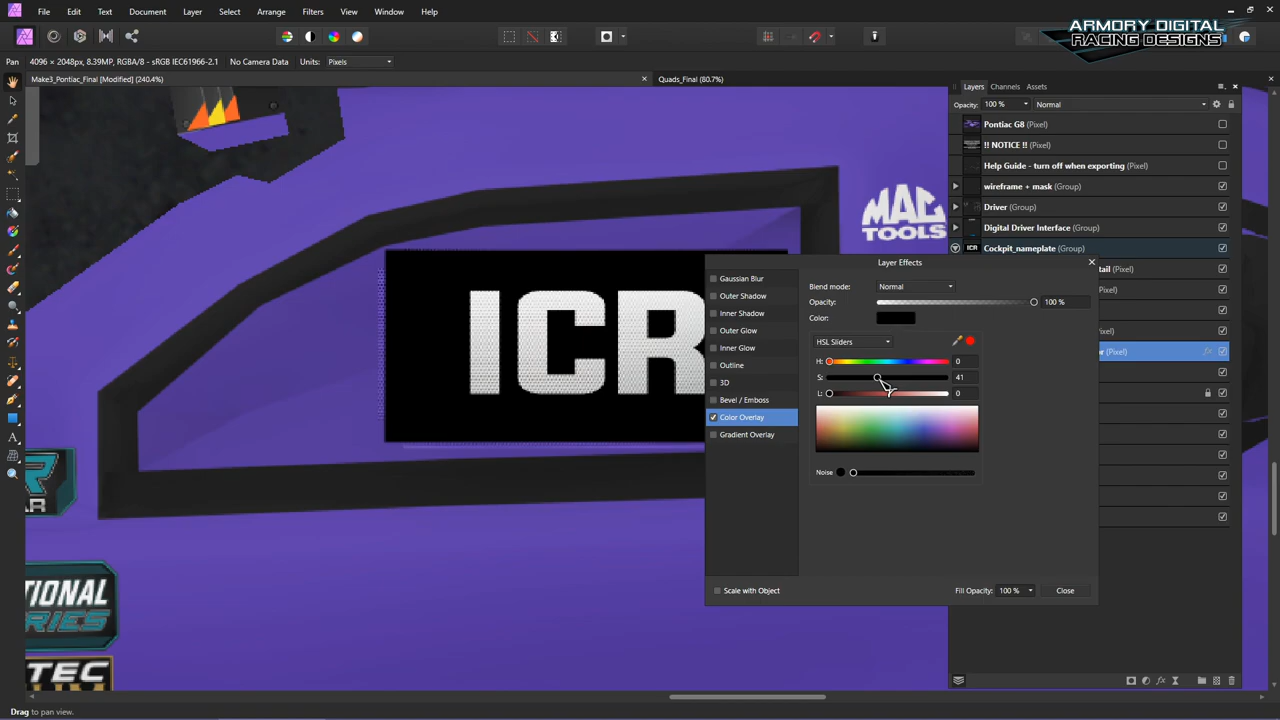 File Edit Text Document Layer Select Arrange Filters View Window Help
ARMORY DIGITAL
RACING DESIGNS
Pan 4096 × 2048px, 8.39MP, RGBA/8 - sRGB IEC61966-2.1 No Camera Data Units: Pixels
Make3_Pontiac_Final [Modified] (240.4%)
Quads_Final (80.7%)
Layers Channels Assets
Opacity: 100 % Normal
Pontiac G8 (Pixel)
!! NOTICE !! (Pixel)
Help Guide - turn off when exporting (Pixel)
wireframe + mask (Group)
Driver (Group)
Digital Driver Interface (Group)
Cockpit_nameplate (Group)
tail (Pixel)
(Pixel)
MAC
TOOLS
ICR
Layer Effects
Gaussian Blur
Outer Shadow
Inner Shadow
Outer Glow
Inner Glow
Outline
3D
Bevel / Emboss
Color Overlay
Gradient Overlay
Blend mode: Normal
Opacity: 100 %
Color:
HSL Sliders
H: 0
S: 41
L: 0
Noise
Scale with Object
Fill Opacity: 100 % Close
TIONAL
RIES
TEC
Drag to pan view.